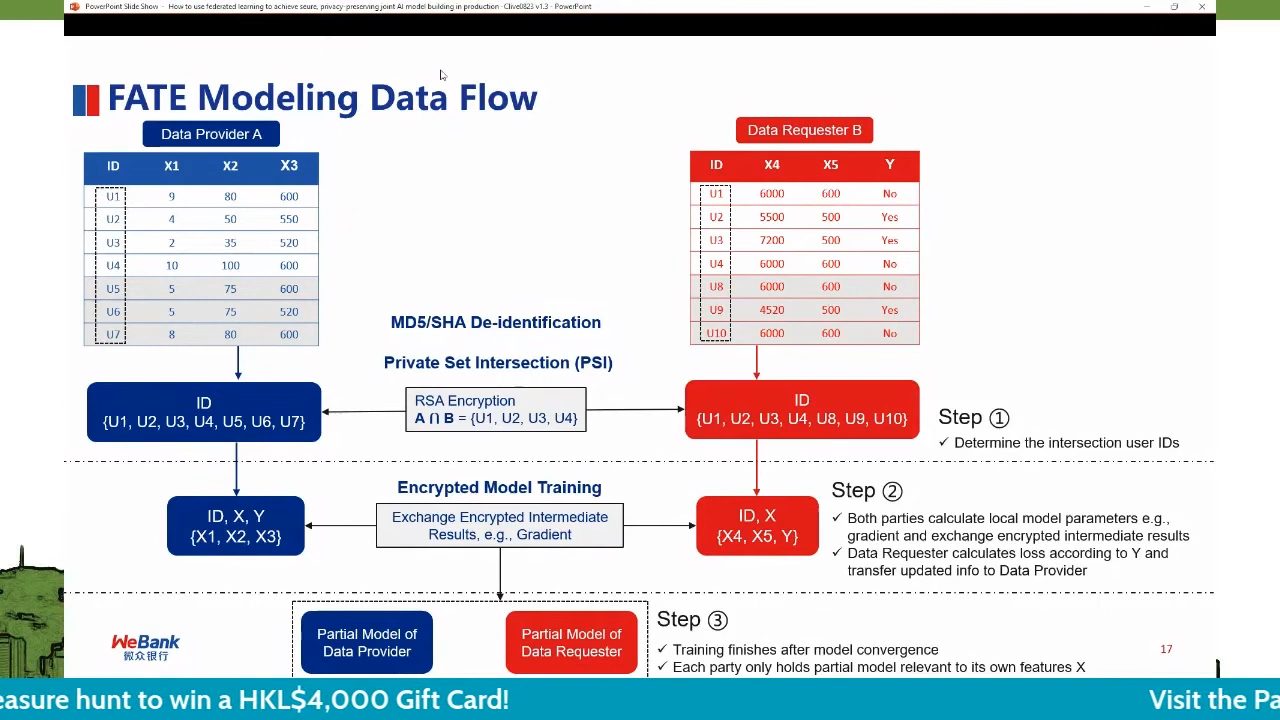 PowerPoint Slide Show - How to use federated learning to achieve seure, privacy-preserving joint AI model building in production -Clive0823 v1.3 - PowerPoint
FATE Modeling Data Flow
Data Provider A
ID X1 X2 X3
U1 9 80 600
U2 4 50 550
U3 2 35 520
U4 10 100 600
U5 5 75 600
U6 5 75 520
U7 8 80 600
Data Requester B
ID X4 X5 Y
U1 6000 600 No
U2 5500 500 Yes
U3 7200 500 Yes
U4 6000 600 No
U8 6000 600 No
U9 4520 500 Yes
U10 6000 600 No
MD5/SHA De-identification
Private Set Intersection (PSI)
ID
{U1, U2, U3, U4, U5, U6, U7}
RSA Encryption
A ∩ B = {U1, U2, U3, U4}
ID
{U1, U2, U3, U4, U8, U9, U10}
Step ①
✓ Determine the intersection user IDs
Encrypted Model Training
ID, X, Y
{X1, X2, X3}
Exchange Encrypted Intermediate
Results, e.g., Gradient
ID, X
{X4, X5, Y}
Step ②
✓ Both parties calculate local model parameters e.g.,
gradient and exchange encrypted intermediate results
✓ Data Requester calculates loss according to Y and
transfer updated info to Data Provider
Partial Model of
Data Provider
Partial Model of
Data Requester
Step ③
✓ Training finishes after model convergence
✓ Each party only holds partial model relevant to its own features X
WeBank
微众银行
17
easure hunt to win a HKL$4,000 Gift Card!
Visit the Pa